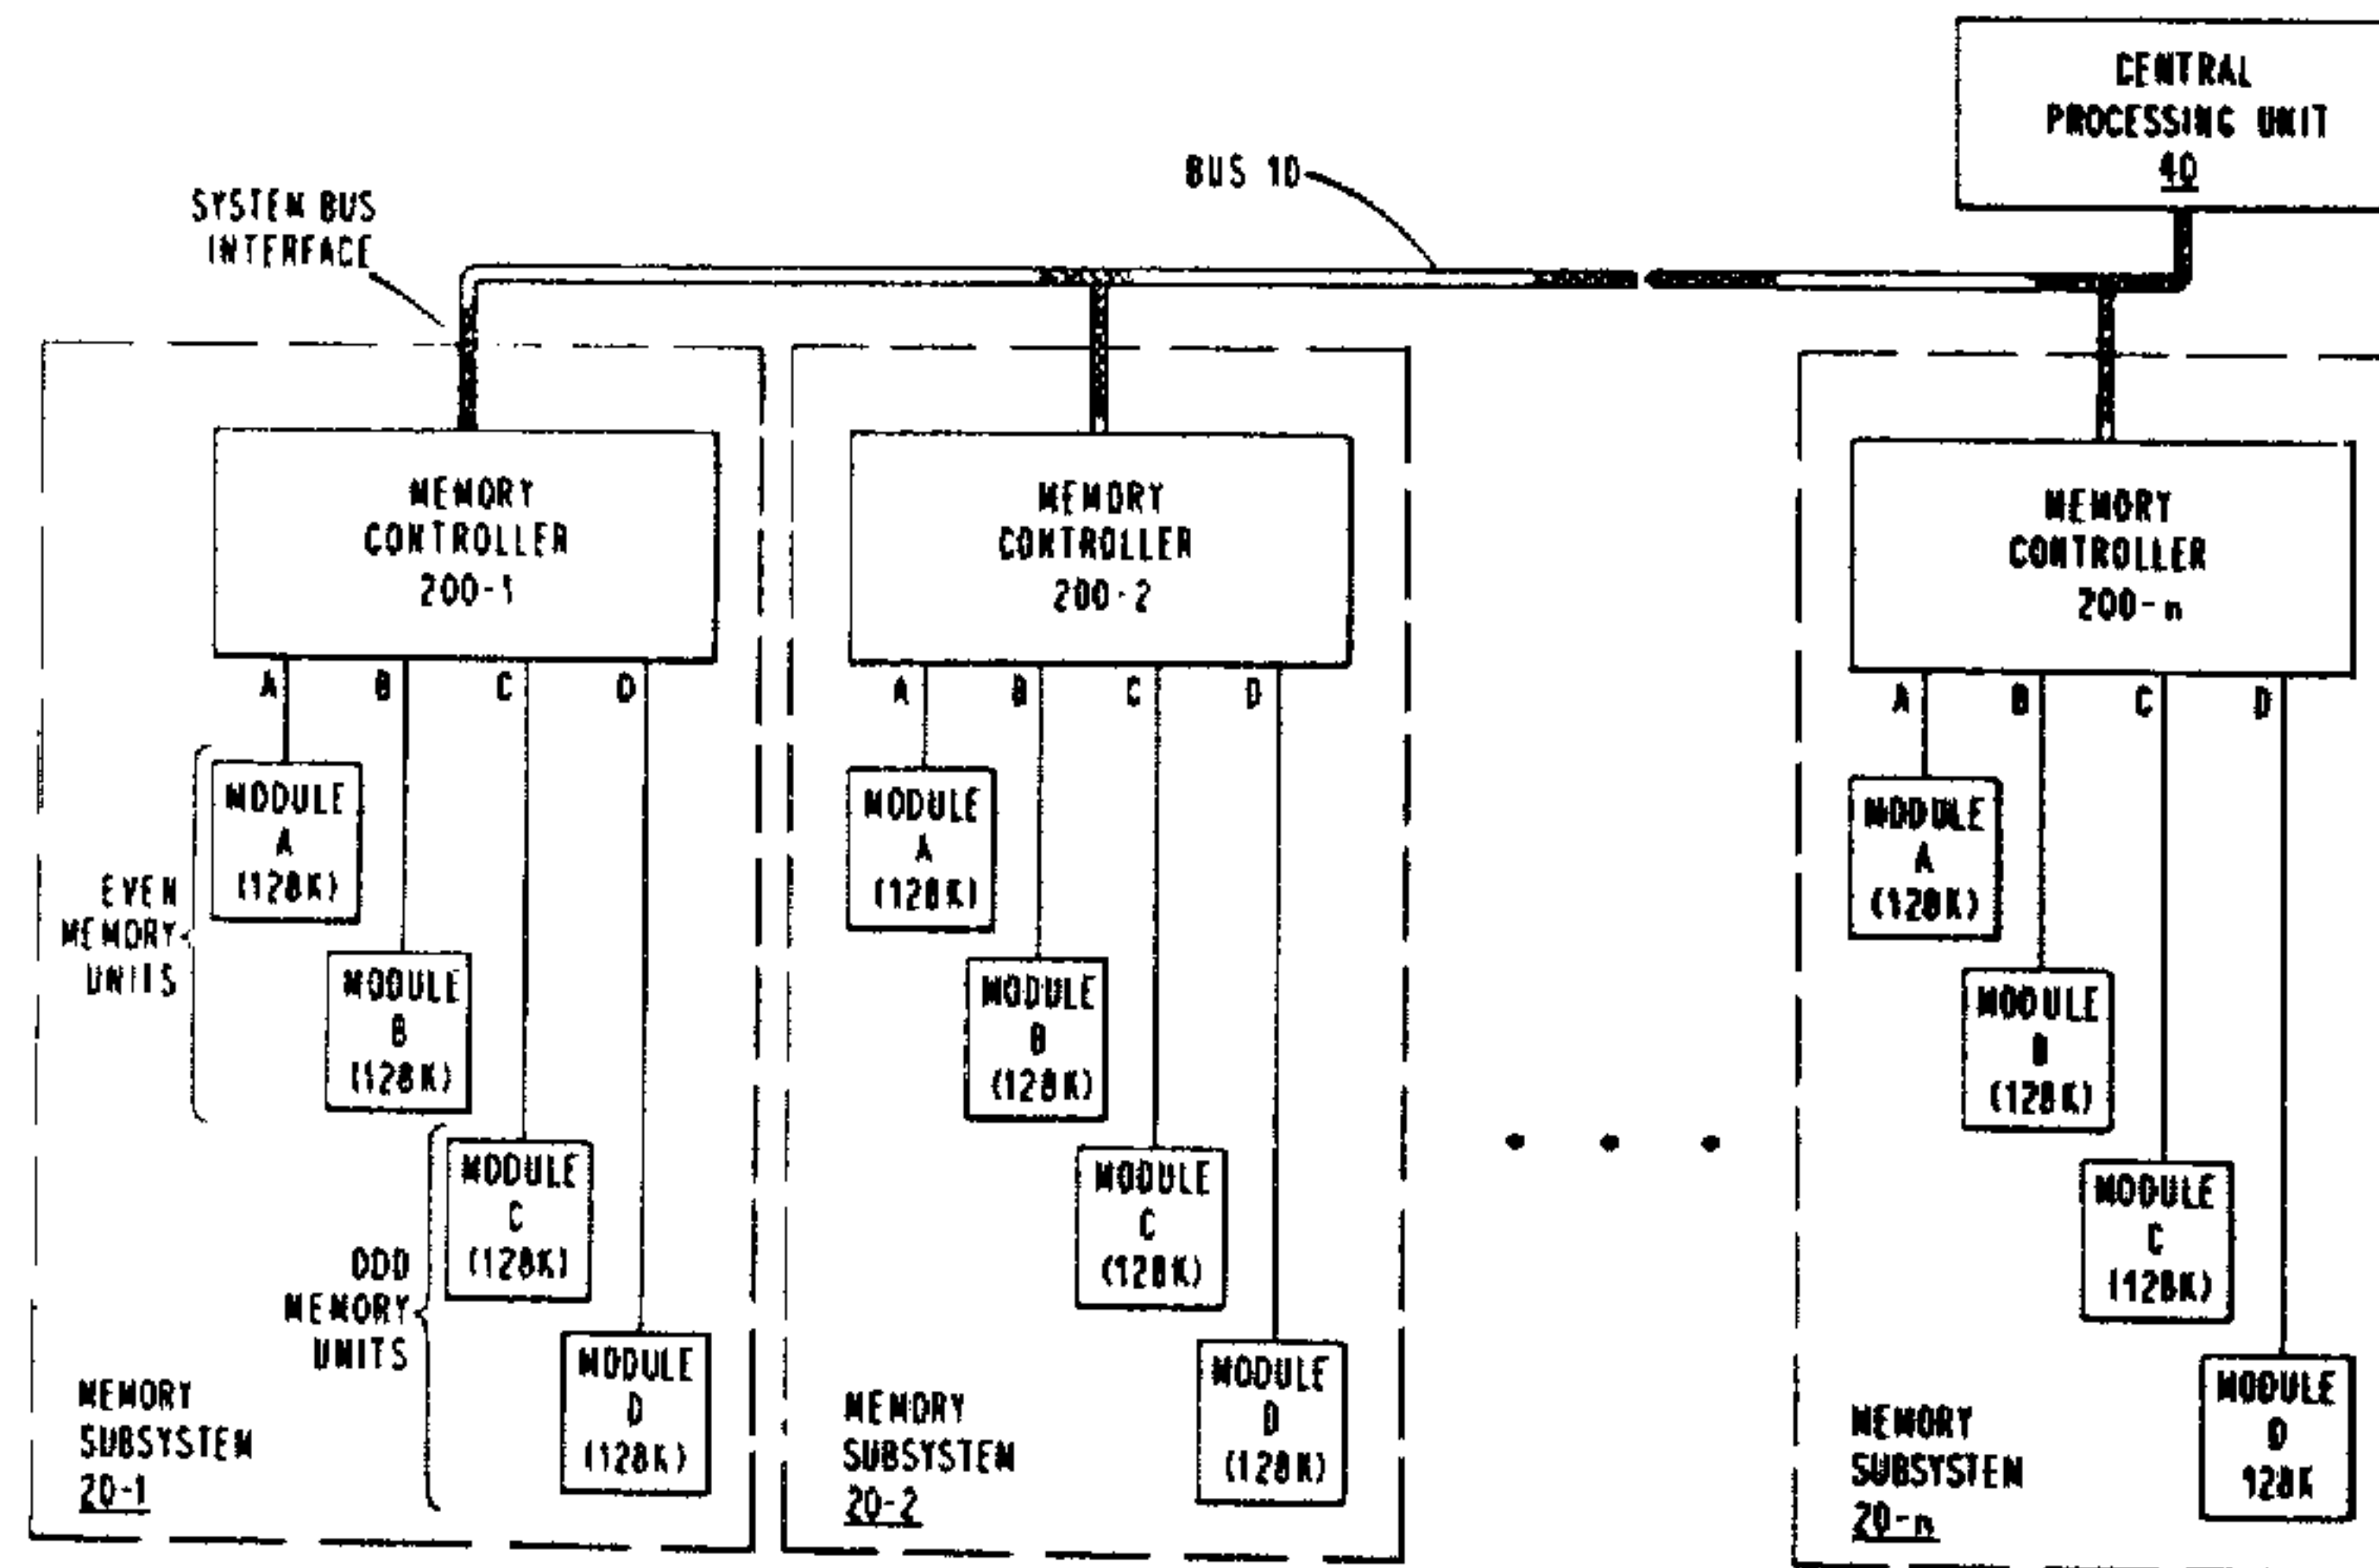 CENTRAL
PROCESSING UNIT
40
BUS 10
SYSTEM BUS
INTERFACE
MEMORY
CONTROLLER
200-1
A B C D
MEMORY
CONTROLLER
200-2
A B C D
MEMORY
CONTROLLER
200-n
A B C D
EVEN
MEMORY
UNITS
MODULE
A
(128K)
MODULE
B
(128K)
ODD
MEMORY
UNITS
MODULE
C
(128K)
MODULE
D
(128K)
MEMORY
SUBSYSTEM
20-1
MODULE
A
(128K)
MODULE
B
(128K)
MODULE
C
(128K)
MODULE
D
(128K)
MEMORY
SUBSYSTEM
20-2
MODULE
A
(128K)
MODULE
B
(128K)
MODULE
C
(128K)
MODULE
D
128K
MEMORY
SUBSYSTEM
20-n